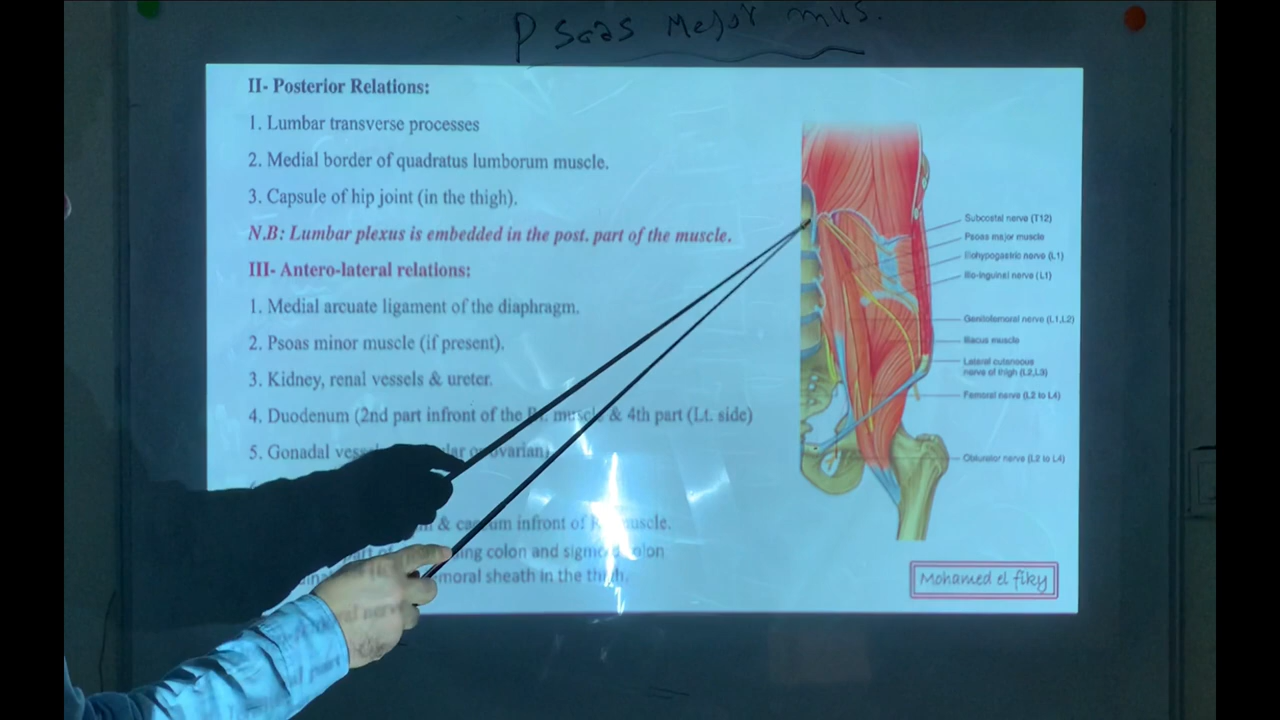 Psoas Major mus.
II- Posterior Relations:
1. Lumbar transverse processes
2. Medial border of quadratus lumborum muscle.
3. Capsule of hip joint (in the thigh).
N.B: Lumbar plexus is embedded in the post. part of the muscle.
III- Antero-lateral relations:
1. Medial arcuate ligament of the diaphragm.
2. Psoas minor muscle (if present).
3. Kidney, renal vessels & ureter.
4. Duodenum (2nd part infront of the muscle & 4th part (Lt. side)
5. Gonadal ovarian)
& infront of muscle.
colon and sigmoid colon
sheath in the thigh.
Subcostal nerve (T12)
Psoas major muscle
Iliohypogastric nerve (L1)
Ilio-inguinal nerve (L1)
Genitofemoral nerve (L1,L2)
Iliacus muscle
Lateral cutaneous
nerve of thigh (L2,L3)
Femoral nerve (L2 to L4)
Obturator nerve (L2 to L4)
Mohamed el fiky